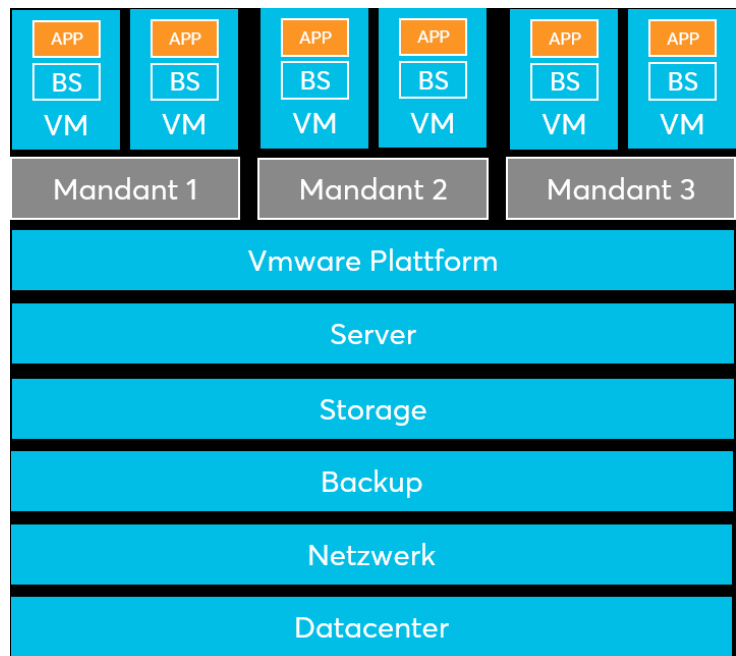 APP APP APP APP APP APP
BS BS BS BS BS BS
VM VM VM VM VM VM
Mandant 1 Mandant 2 Mandant 3
Vmware Plattform
Server
Storage
Backup
Netzwerk
Datacenter